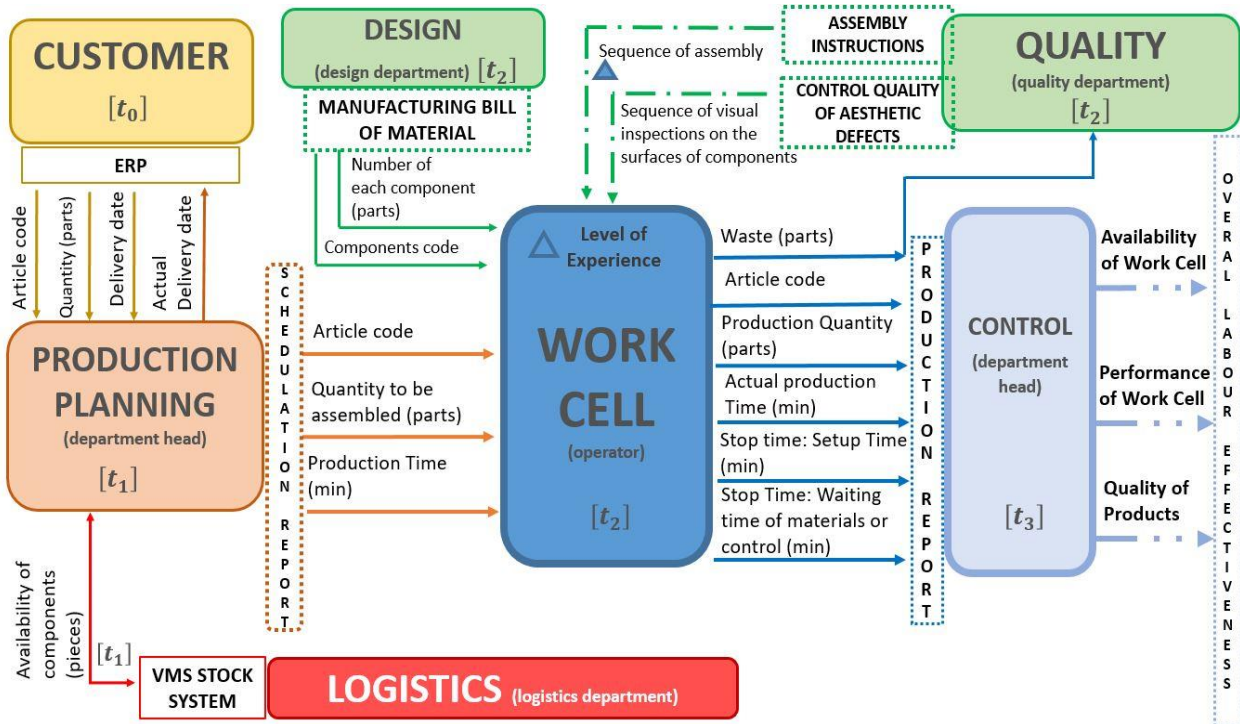 CUSTOMER
[t0]
ERP
Article code
Quantity (parts)
Delivery date
Actual
Delivery date
PRODUCTION
PLANNING
(department head)
[t1]
Availability of
components
(pieces)
[t1]
VMS STOCK
SYSTEM
LOGISTICS (logistics department)
SCHEDULATION REPORT
DESIGN
(design department) [t2]
MANUFACTURING BILL
OF MATERIAL
Number of
each component
(parts)
Components code
Article code
Quantity to be
assembled (parts)
Production Time
(min)
Sequence of assembly
Sequence of visual
inspections on the
surfaces of components
ASSEMBLY
INSTRUCTIONS
CONTROL QUALITY
OF AESTHETIC
DEFECTS
QUALITY
(quality department)
[t2]
Level of
Experience
WORK
CELL
(operator)
[t2]
Waste (parts)
Article code
Production Quantity
(parts)
Actual production
Time (min)
Stop time: Setup Time
(min)
Stop Time: Waiting
time of materials or
control (min)
PRODUCTION REPORT
CONTROL
(department
head)
[t3]
Availability
of Work Cell
Performance
of Work Cell
Quality of
Products
OVERAL LABOUR EFFECTIVENESS